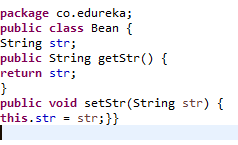 package co.edureka;
public class Bean {
String str;
public String getStr() {
return str;
}
public void setStr(String str) {
this.str = str;}}